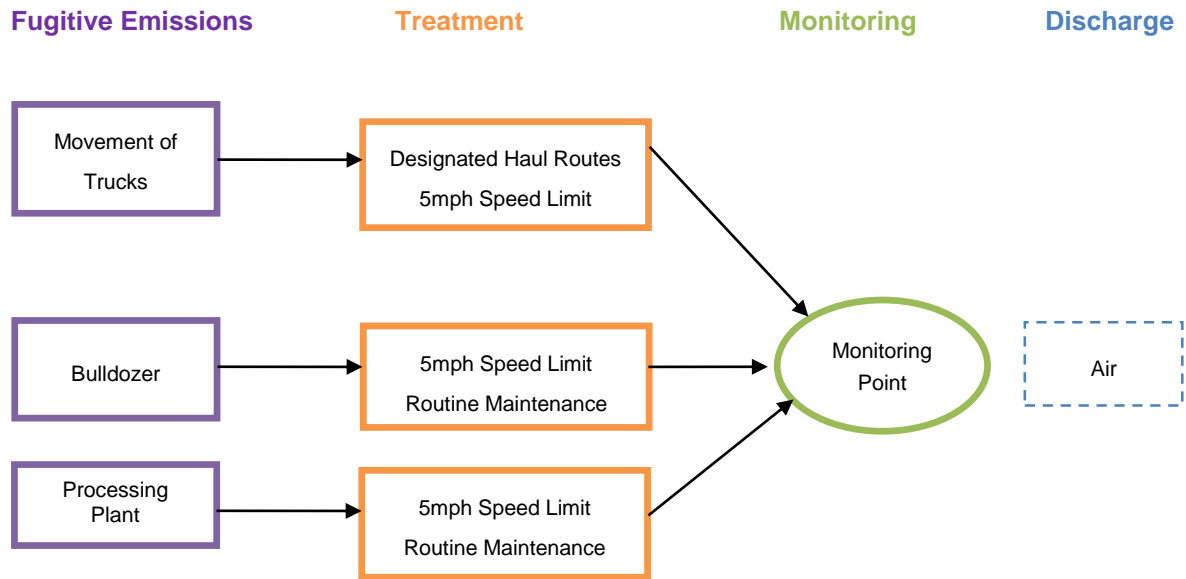 Fugitive Emissions
Treatment
Monitoring
Discharge
Movement of
Trucks
Designated Haul Routes
5mph Speed Limit
Bulldozer
5mph Speed Limit
Routine Maintenance
Monitoring
Point
Air
Processing
Plant
5mph Speed Limit
Routine Maintenance